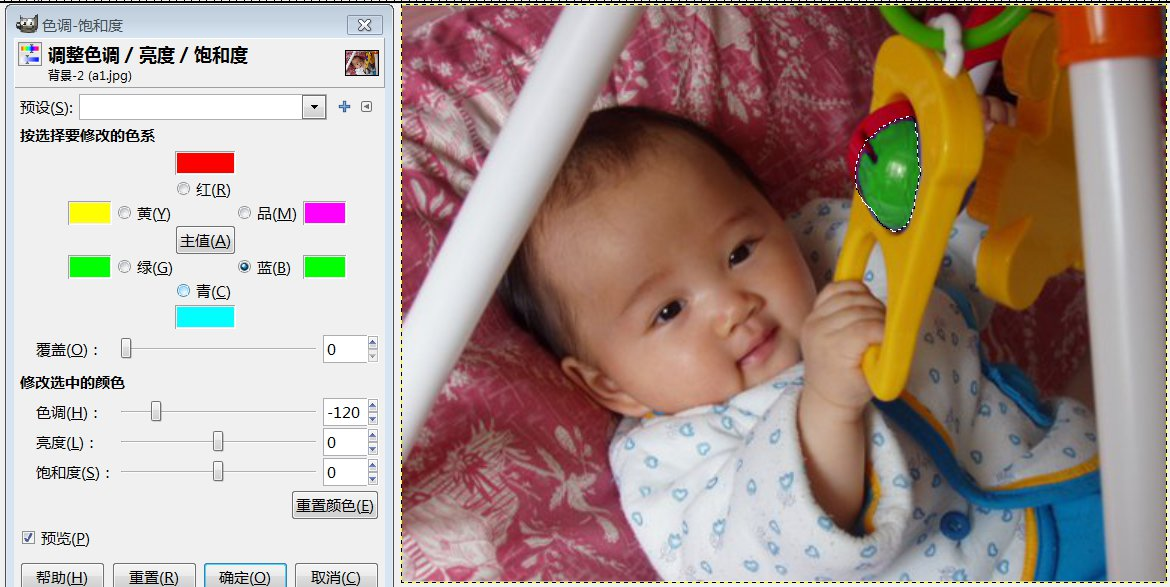 色调-饱和度
调整色调 / 亮度 / 饱和度
背景-2 (a1.jpg)
预设(S):
按选择要修改的色系
红(R)
黄(Y) 品(M)
主值(A)
绿(G) 蓝(B)
青(C)
覆盖(O)： 0
修改选中的颜色
色调(H)： -120
亮度(L)： 0
饱和度(S)： 0
重置颜色(E)
预览(P)
帮助(H) 重置(R) 确定(O) 取消(C)